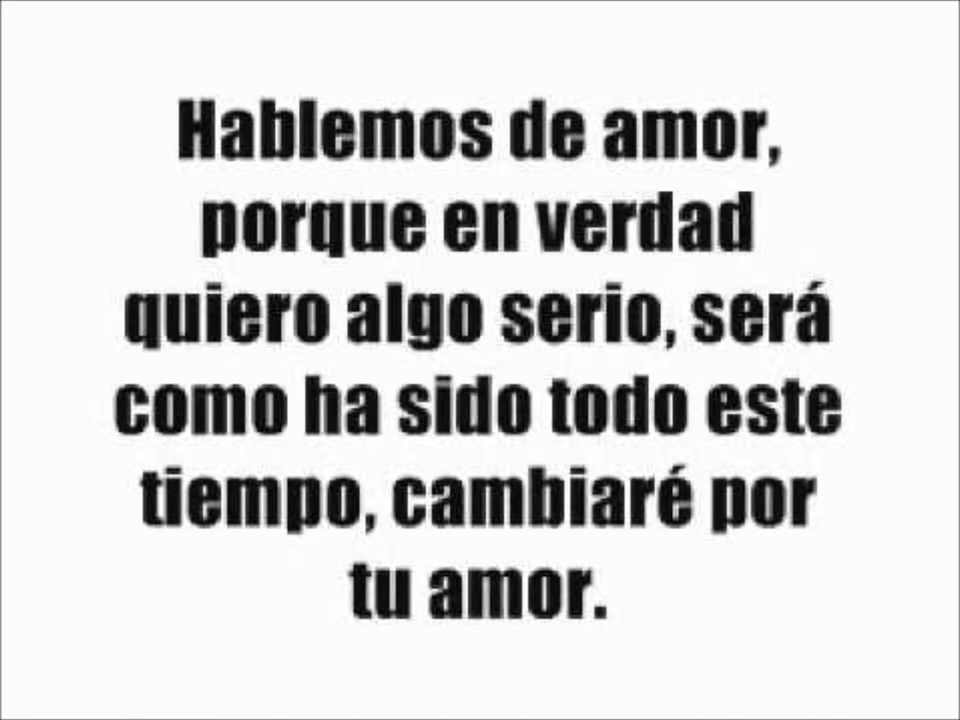 Hablemos de amor,
porque en verdad
quiero algo serio, será
como ha sido todo este
tiempo, cambiaré por
tu amor.